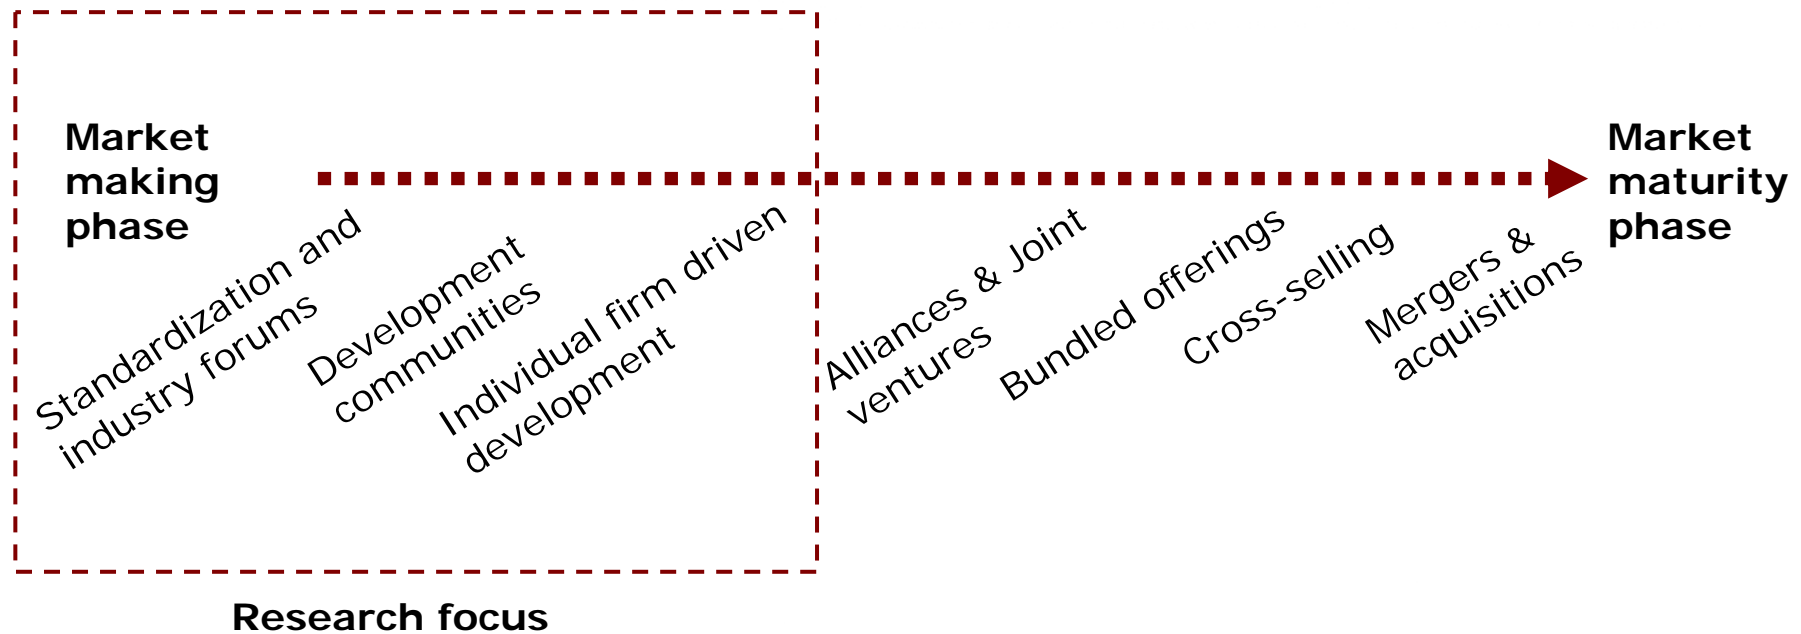 Market
making
phase
Standardization and
industry forums
Development
communities
Individual firm driven
development
Alliances & Joint
ventures
Bundled offerings
Cross-selling
Mergers &
acquisitions
Market
maturity
phase
Research focus